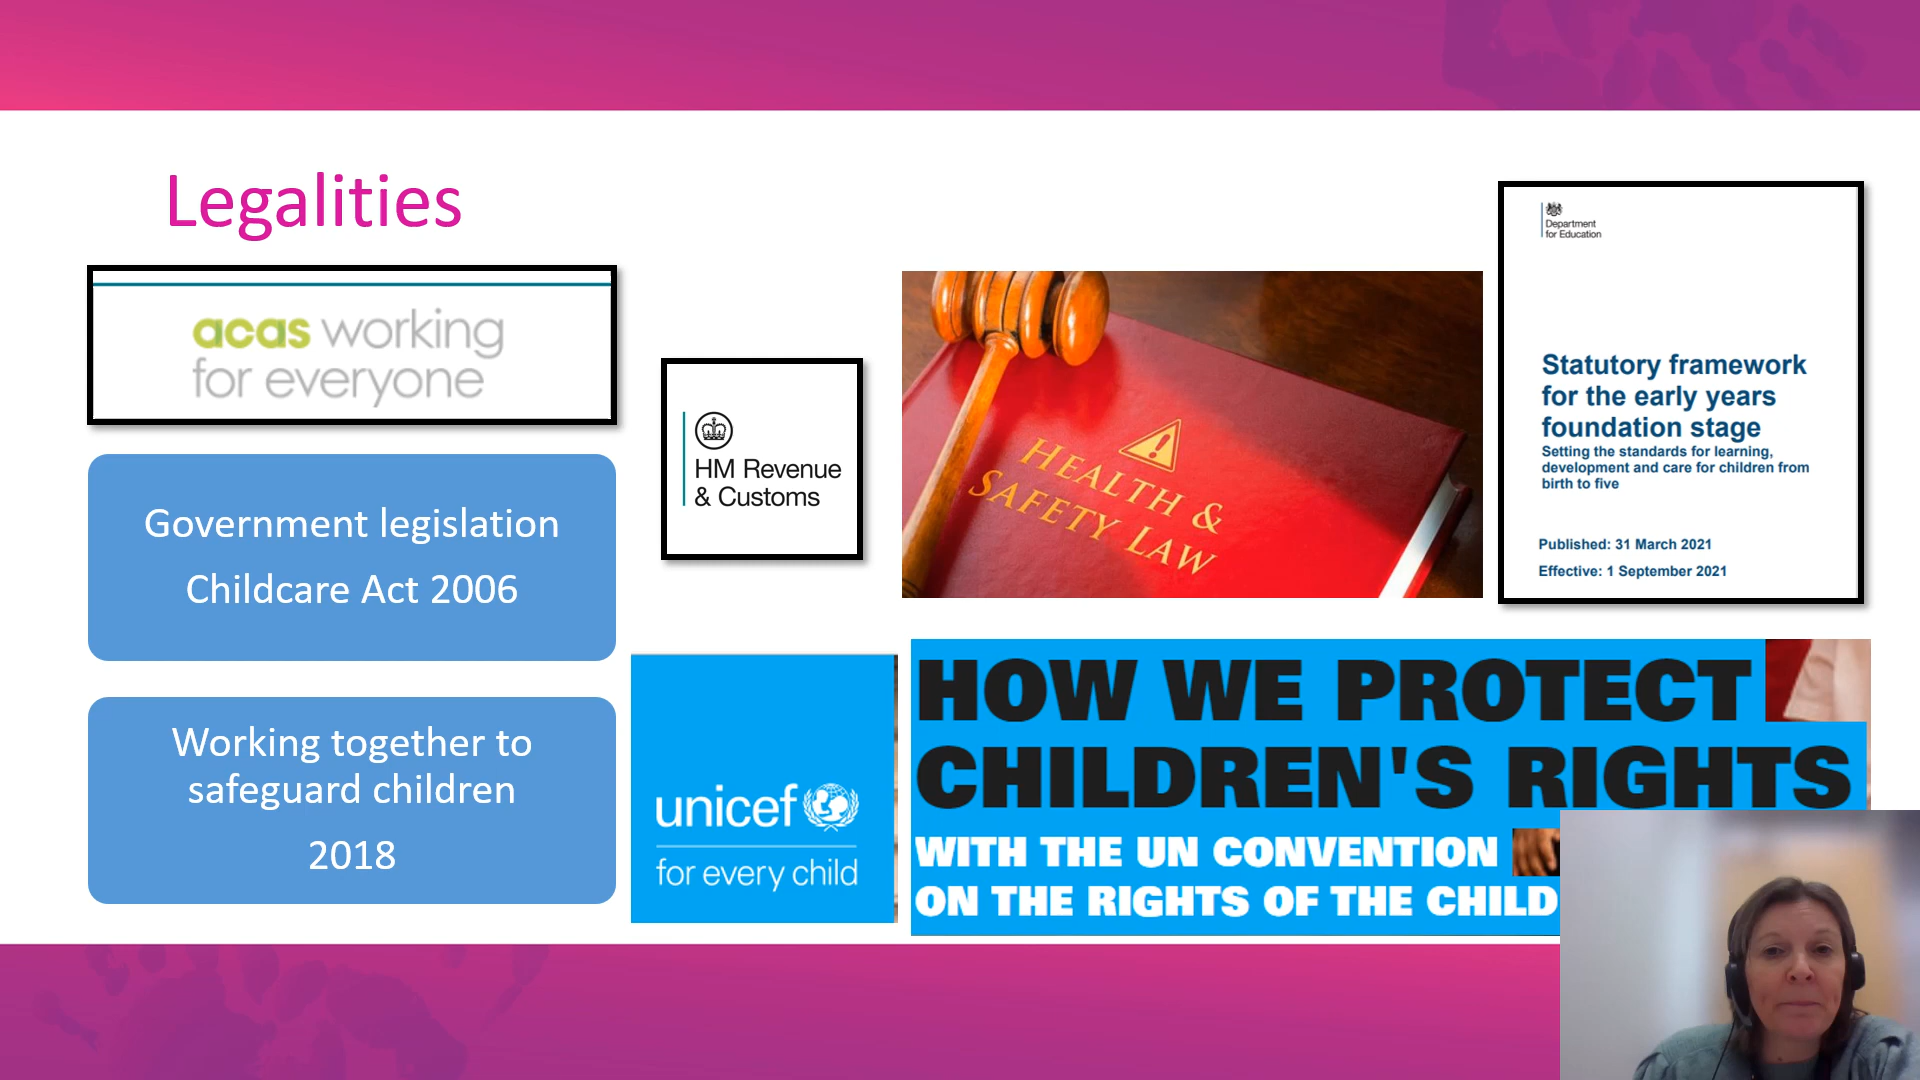 Legalities
acas working
for everyone
Government legislation
Childcare Act 2006
Working together to
safeguard children
2018
HM Revenue
& Customs
HEALTH &
SAFETY LAW
Department
for Education
Statutory framework
for the early years
foundation stage
Setting the standards for learning,
development and care for children from
birth to five
Published: 31 March 2021
Effective: 1 September 2021
unicef
for every child
HOW WE PROTECT
CHILDREN'S RIGHTS
WITH THE UN CONVENTION
ON THE RIGHTS OF THE CHILD